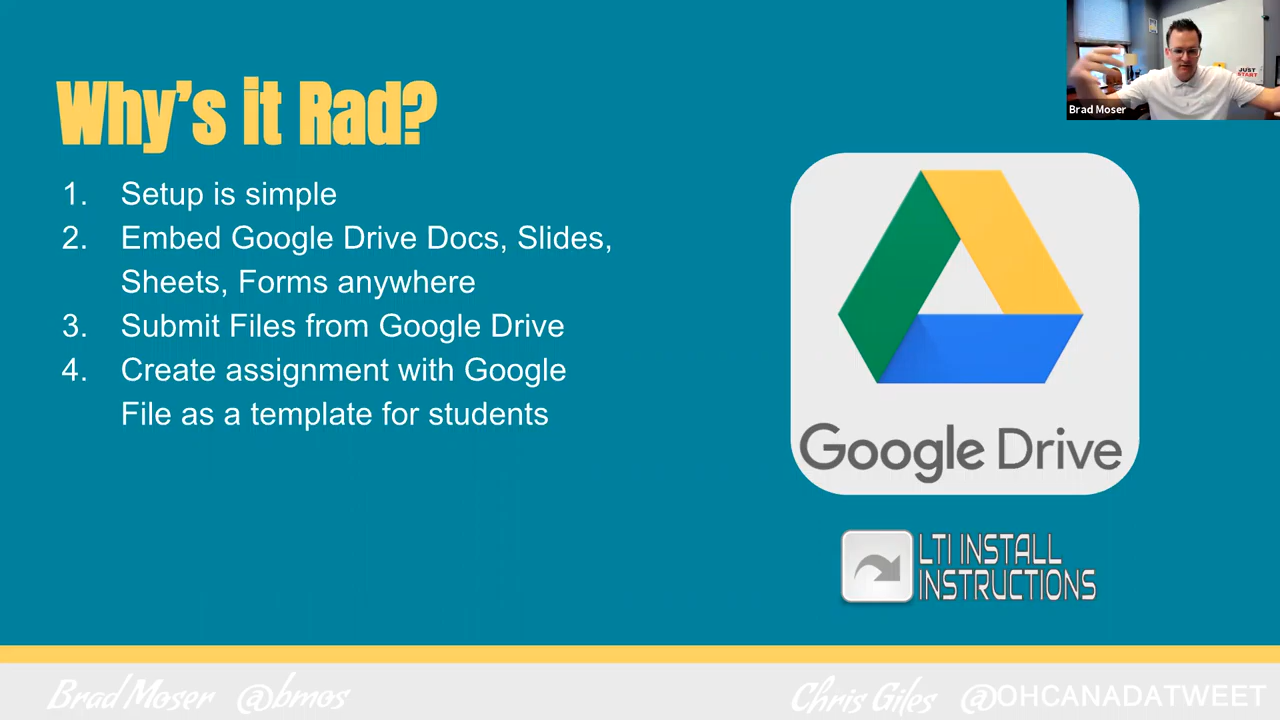 Why's it Rad?
1. Setup is simple
2. Embed Google Drive Docs, Slides,
Sheets, Forms anywhere
3. Submit Files from Google Drive
4. Create assignment with Google
File as a template for students
JUST
START
Brad Moser
Google Drive
LTI INSTALL
INSTRUCTIONS
Brad Moser @bmos
Chris Giles @OHCANADATWEET